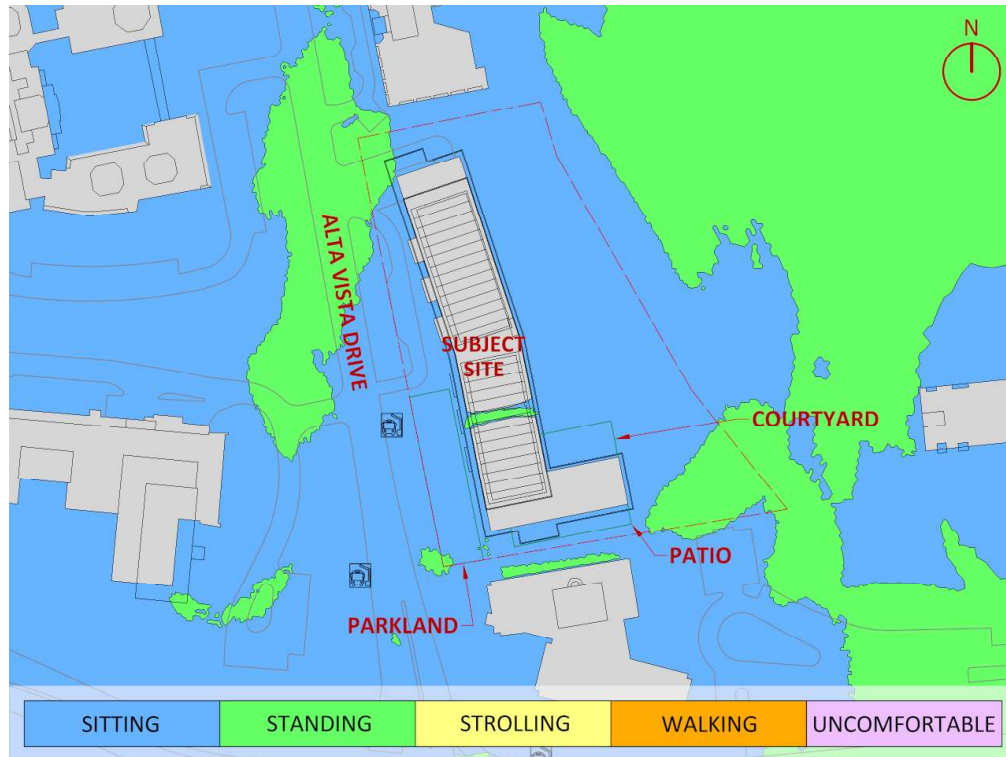 N
ALTA VISTA DRIVE
SUBJECT
SITE
COURTYARD
PATIO
PARKLAND
SITTING
STANDING
STROLLING
WALKING
UNCOMFORTABLE